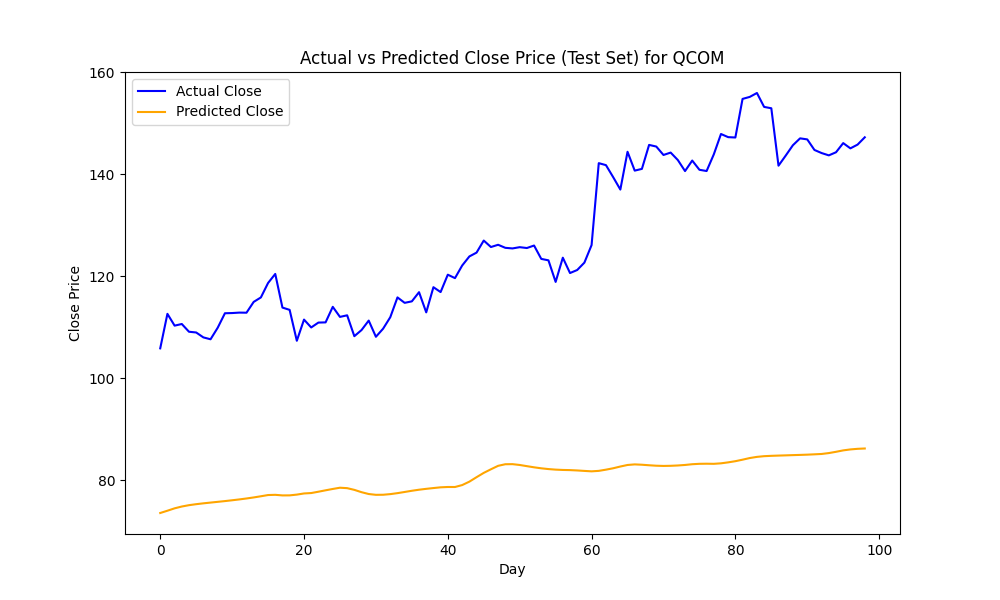 Actual vs Predicted Close Price (Test Set) for QCOM
Actual Close
Predicted Close
Close Price
160
140
120
100
80
0 20 40 60 80 100
Day